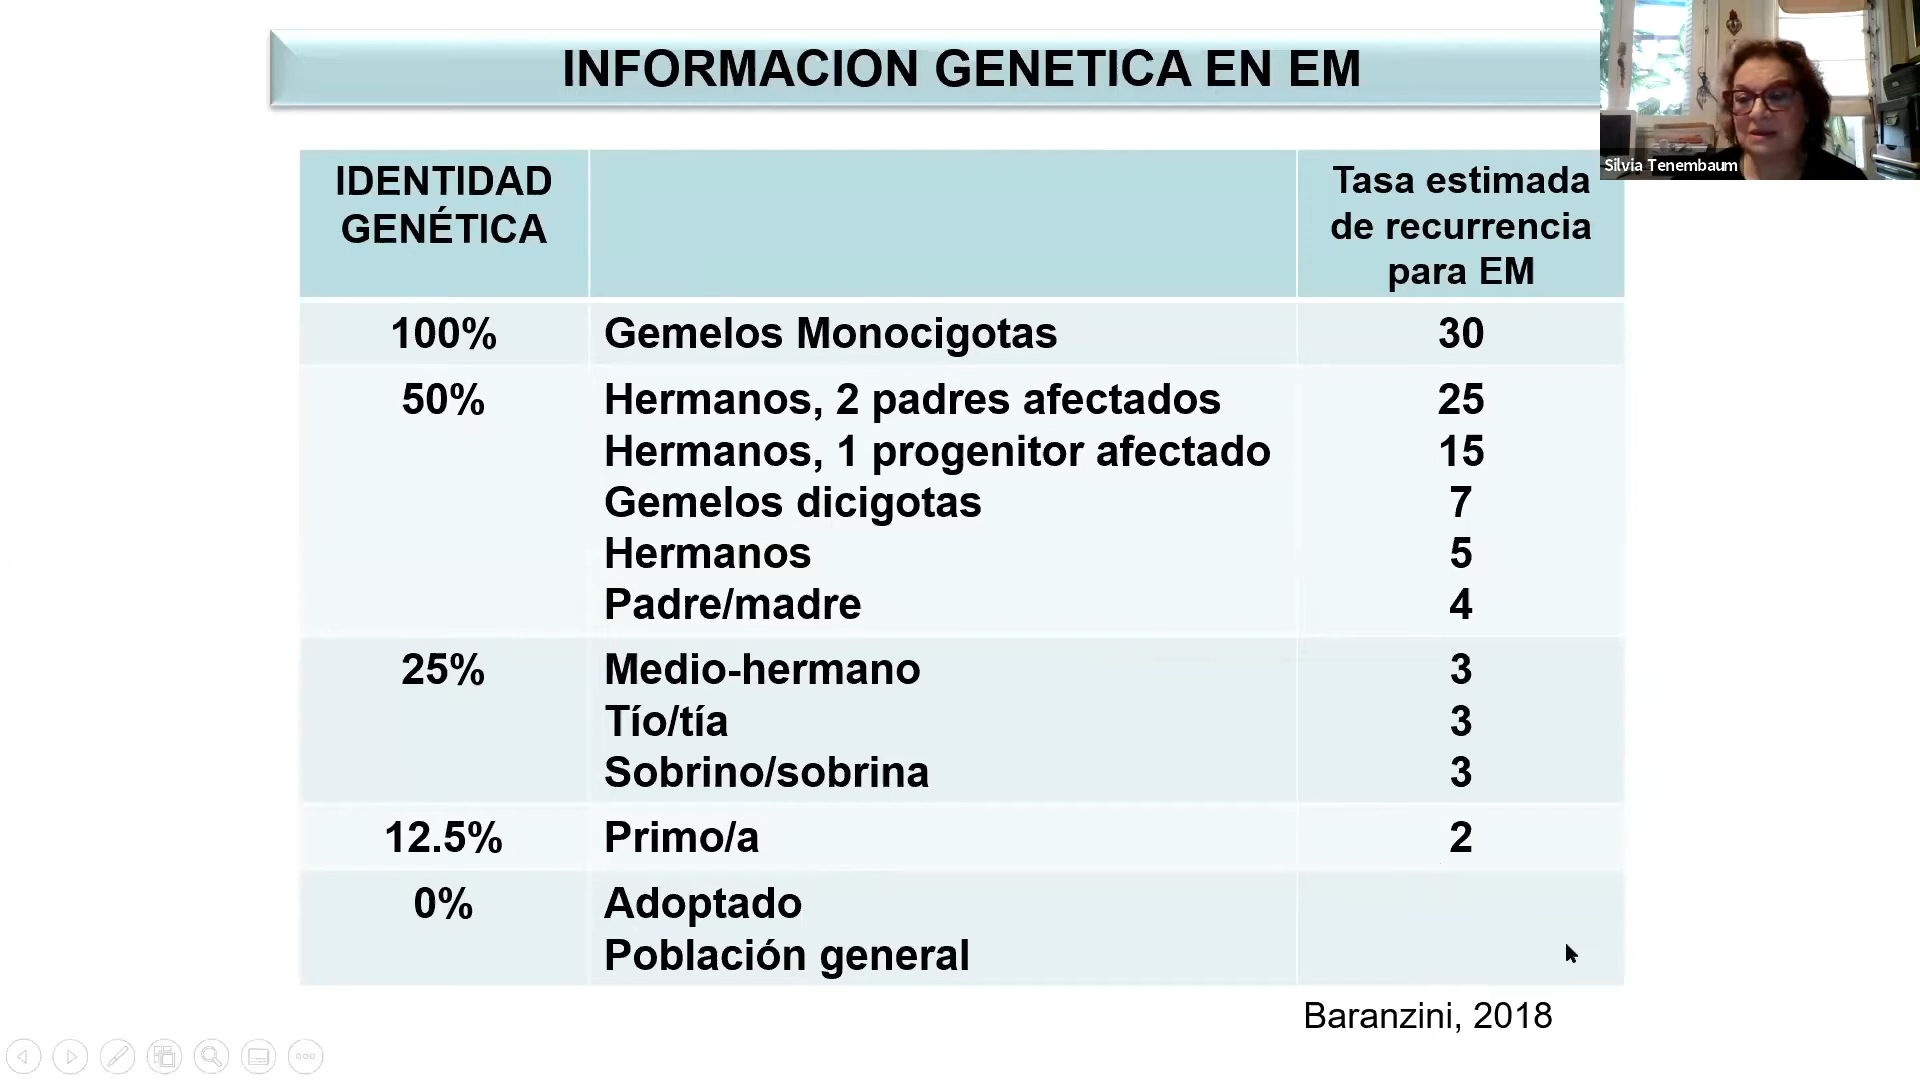 INFORMACION GENETICA EN EM
Silvia Tenembaum
IDENTIDAD
GENÉTICA
Tasa estimada
de recurrencia
para EM
100% Gemelos Monocigotas 30
50% Hermanos, 2 padres afectados 25
Hermanos, 1 progenitor afectado 15
Gemelos dicigotas 7
Hermanos 5
Padre/madre 4
25% Medio-hermano 3
Tío/tía 3
Sobrino/sobrina 3
12.5% Primo/a 2
0% Adoptado
Población general
Baranzini, 2018